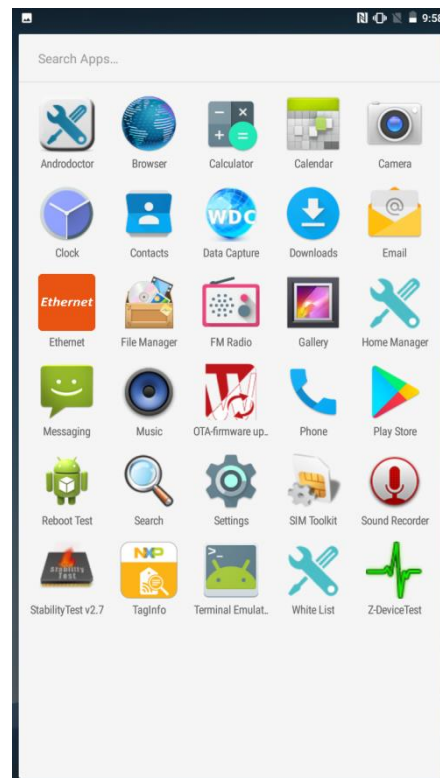 9:58
Search Apps...
Androdoctor Browser Calculator Calendar Camera
WDC
Clock Contacts Data Capture Downloads Email
Ethernet
Ethernet File Manager FM Radio Gallery Home Manager
Messaging Music OTA-firmware up.. Phone Play Store
Reboot Test Search Settings SIM Toolkit Sound Recorder
Stability Test NXP >_
StabilityTest v2.7 TagInfo Terminal Emulat.. White List Z-DeviceTest